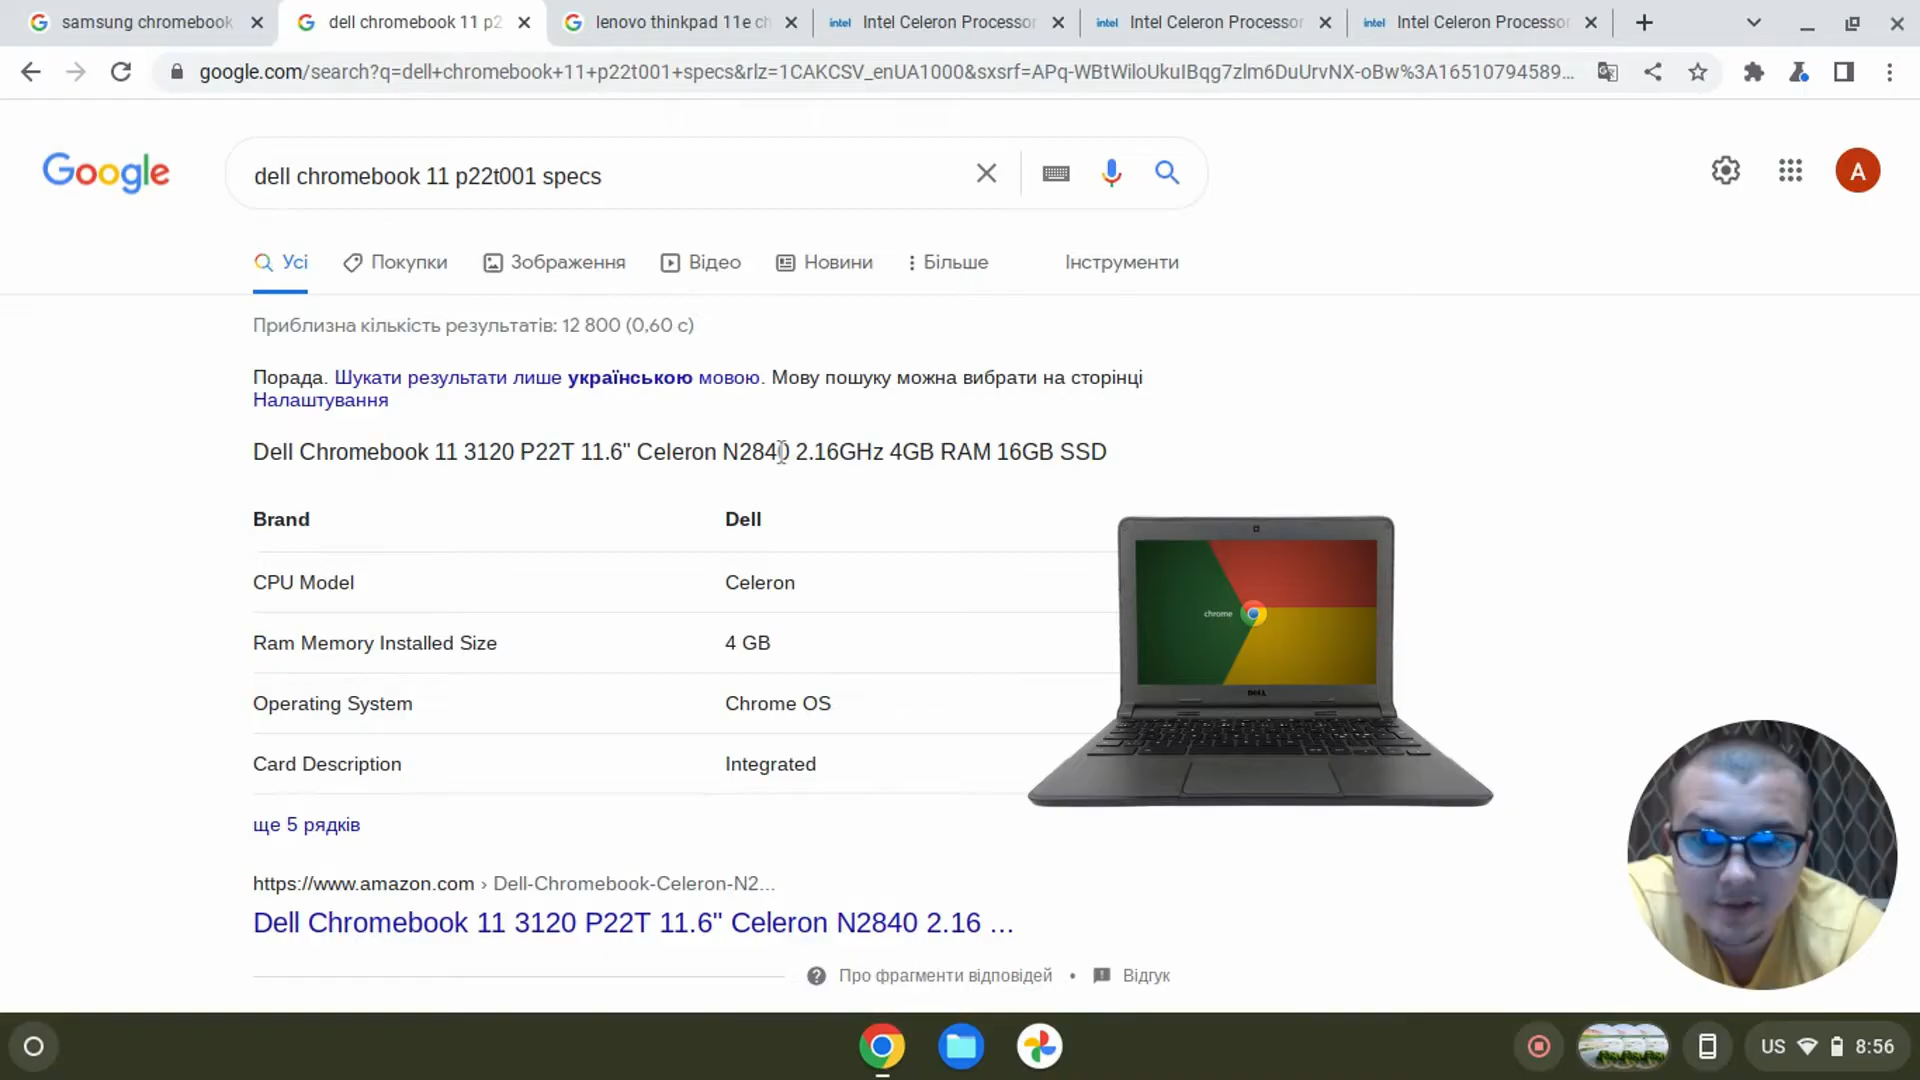 samsung chromebook
dell chromebook 11 p2
lenovo thinkpad 11e ch
intel Intel Celeron Processor
intel Intel Celeron Processor
intel Intel Celeron Processor
google.com/search?q=dell+chromebook+11+p22t001+specs&rlz=1CAKCSV_enUA1000&sxsrf=APq-WBtWiloUkuIBqg7zlm6DuUrvNX-oBw%3A16510794589...
Google
dell chromebook 11 p22t001 specs
A
Усі
Покупки
Зображення
Відео
Новини
Більше
Інструменти
Приблизна кількість результатів: 12 800 (0,60 с)
Порада. Шукати результати лише українською мовою. Мову пошуку можна вибрати на сторінці
Налаштування
Dell Chromebook 11 3120 P22T 11.6" Celeron N2840 2.16GHz 4GB RAM 16GB SSD
Brand Dell
CPU Model Celeron
Ram Memory Installed Size 4 GB
Operating System Chrome OS
Card Description Integrated
chrome
DELL
ще 5 рядків
https://www.amazon.com › Dell-Chromebook-Celeron-N2...
Dell Chromebook 11 3120 P22T 11.6" Celeron N2840 2.16 ...
Про фрагменти відповідей • Відгук
US 8:56